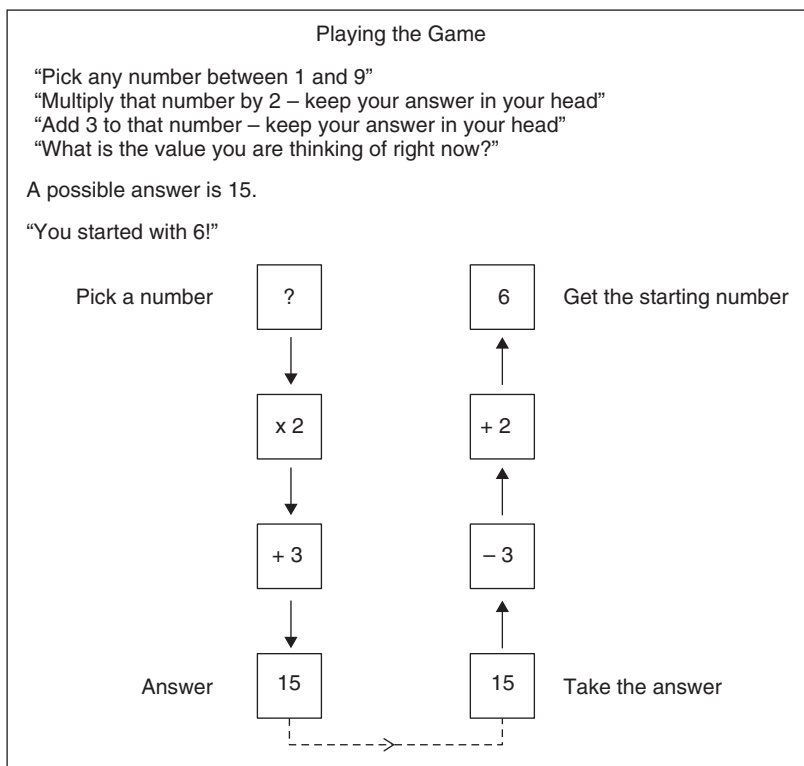 Playing the Game
“Pick any number between 1 and 9”
“Multiply that number by 2 – keep your answer in your head”
“Add 3 to that number – keep your answer in your head”
“What is the value you are thinking of right now?”
A possible answer is 15.
“You started with 6!”
Pick a number ? 6 Get the starting number
x 2 + 2
+ 3 – 3
Answer 15 15 Take the answer